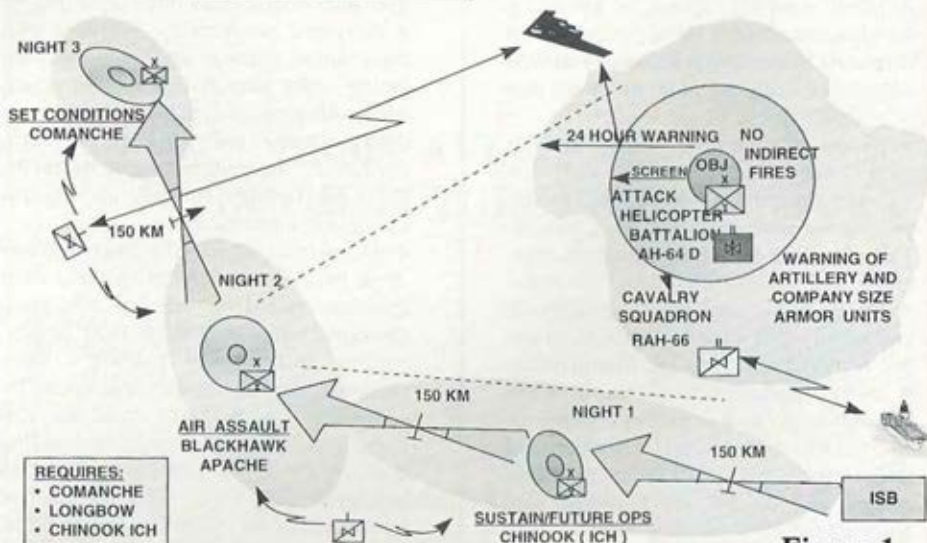 NIGHT 3
SET CONDITIONS
COMANCHE
150 KM
NIGHT 2
24 HOUR WARNING
NO
INDIRECT
FIRES
OBJ
X
SCREEN
ATTACK
HELICOPTER
BATTALION
AH-64 D
II
CAVALRY
SQUADRON
RAH-66
II
WARNING OF
ARTILLERY AND
COMPANY SIZE
ARMOR UNITS
X
X
AIR ASSAULT
BLACKHAWK
APACHE
150 KM
NIGHT 1
150 KM
X
ISB
SUSTAIN/FUTURE OPS
CHINOOK ( ICH )
REQUIRES:
• COMANCHE
• LONGBOW
• CHINOOK ICH